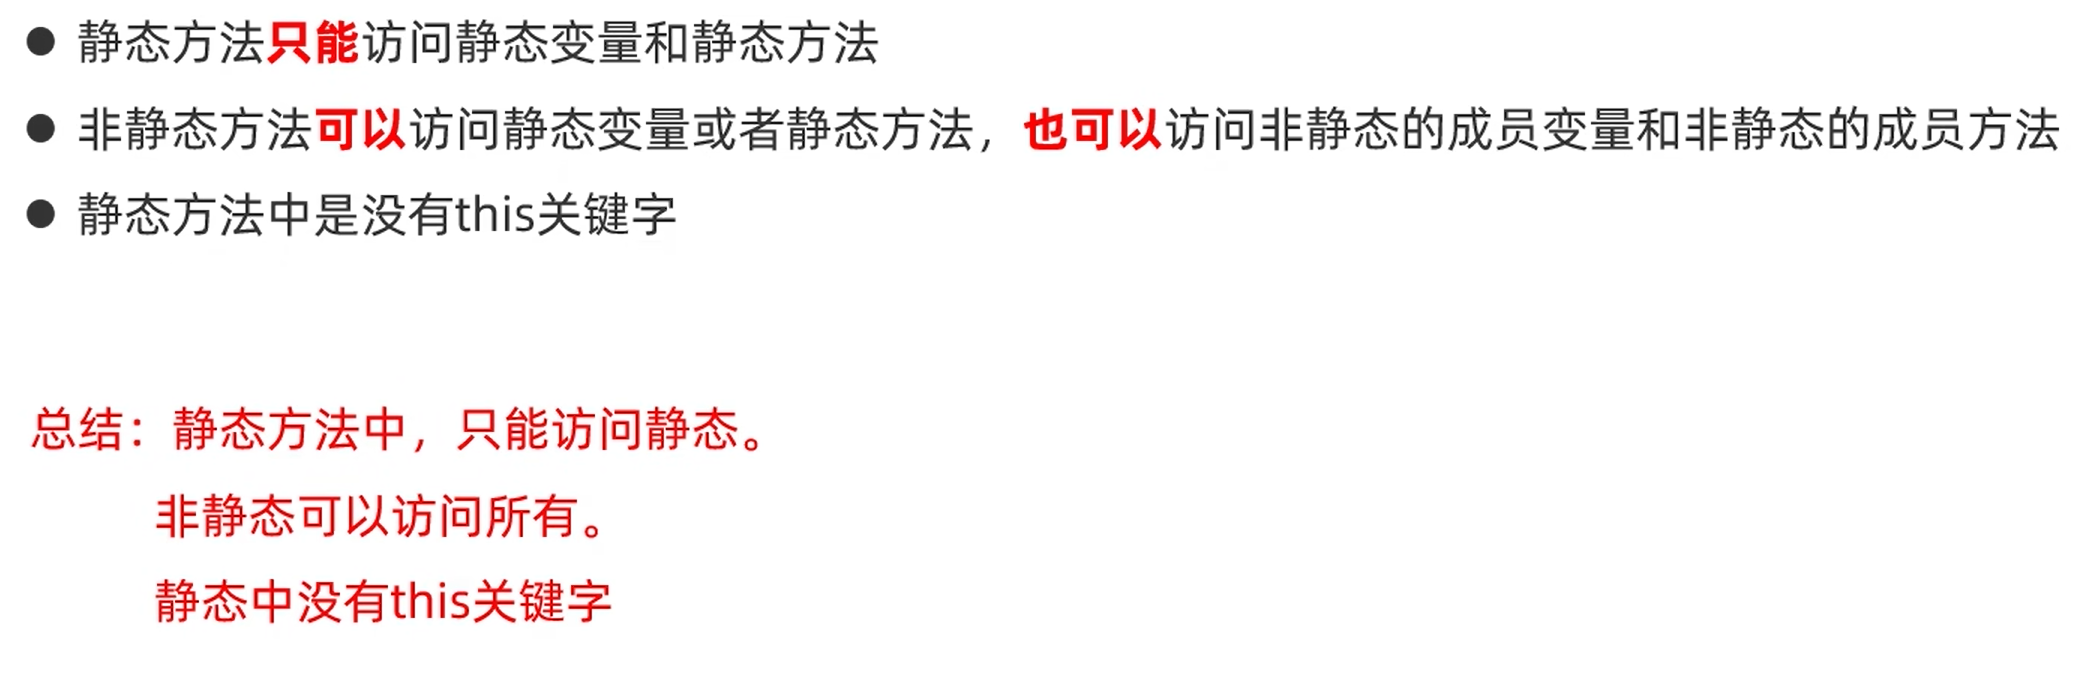 ● 静态方法只能访问静态变量和静态方法
● 非静态方法可以访问静态变量或者静态方法，也可以访问非静态的成员变量和非静态的成员方法
● 静态方法中是没有this关键字
总结：静态方法中，只能访问静态。
非静态可以访问所有。
静态中没有this关键字